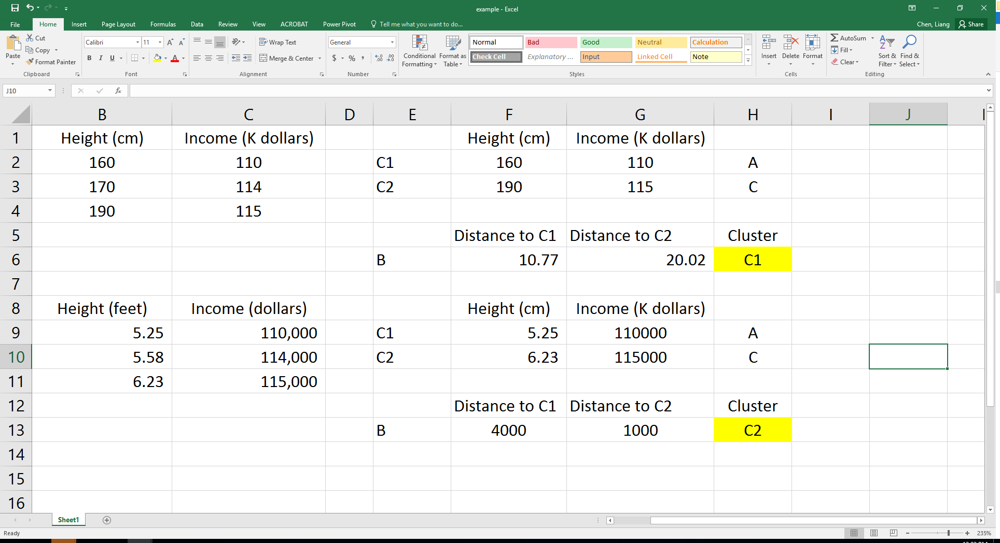 example - Excel
File Home Insert Page Layout Formulas Data Review View ACROBAT Power Pivot Tell me what you want to do... Chen, Liang Share
Cut Calibri 11 Wrap Text General Normal Bad Good Neutral Calculation AutoSum
Copy Fill
Paste Format Painter B I U Merge & Center $ % Conditional Formatting Format as Table Check Cell Explanatory ... Input Linked Cell Note Insert Delete Format Clear Sort & Filter Find & Select
Clipboard Font Alignment Number Styles Cells Editing
J10 fx
B C D E F G H I J
1 Height (cm) Income (K dollars) Height (cm) Income (K dollars)
2 160 110 C1 160 110 A
3 170 114 C2 190 115 C
4 190 115
5 Distance to C1 Distance to C2 Cluster
6 B 10.77 20.02 C1
7
8 Height (feet) Income (dollars) Height (cm) Income (K dollars)
9 5.25 110,000 C1 5.25 110000 A
10 5.58 114,000 C2 6.23 115000 C
11 6.23 115,000
12 Distance to C1 Distance to C2 Cluster
13 B 4000 1000 C2
14
15
16
Sheet1
Ready 235%